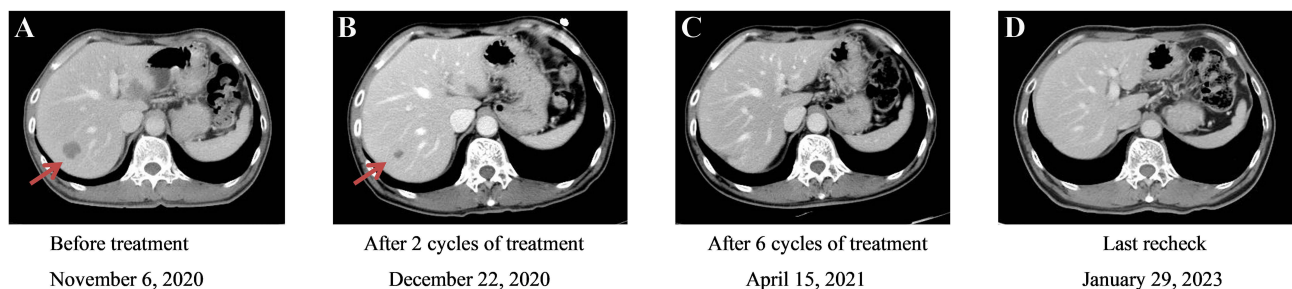 A
B
C
D
Before treatment
After 2 cycles of treatment
After 6 cycles of treatment
Last recheck
November 6, 2020
December 22, 2020
April 15, 2021
January 29, 2023